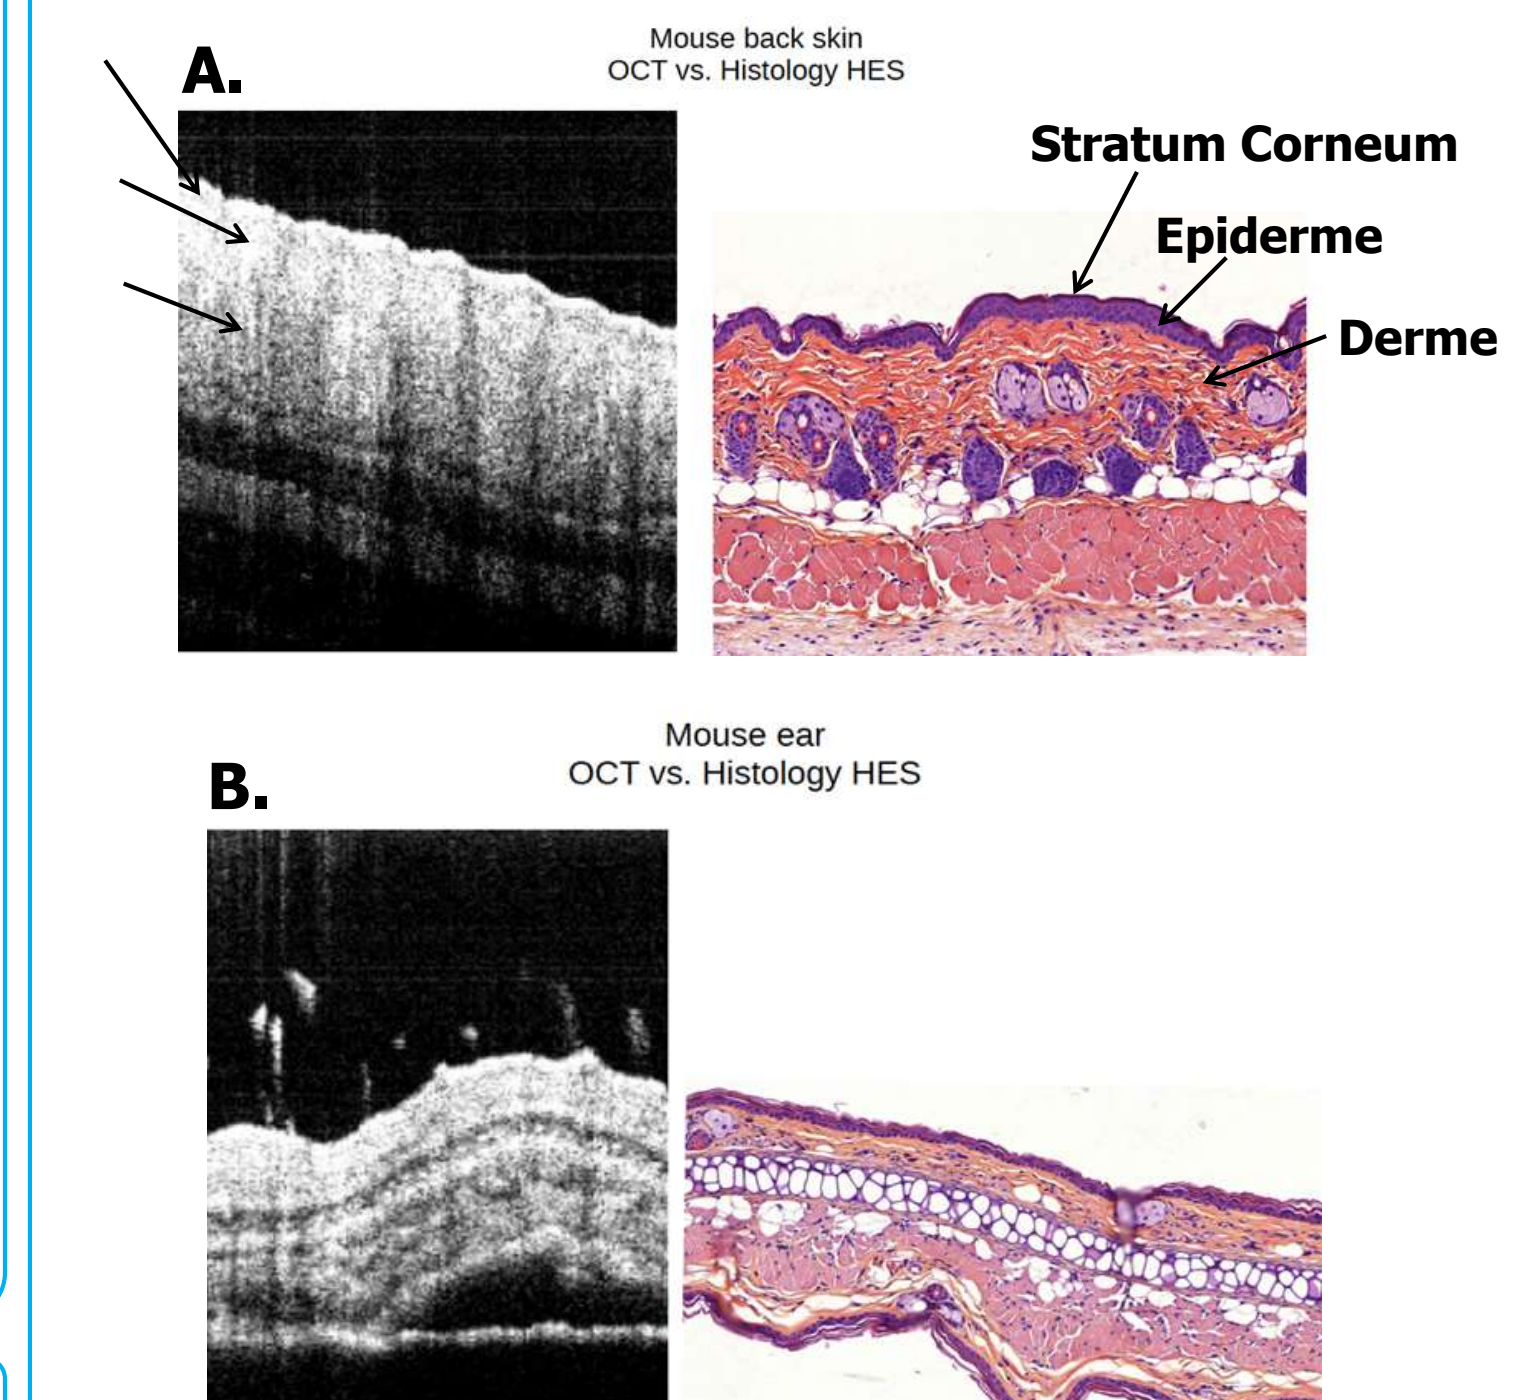 Mouse back skin
OCT vs. Histology HES
A.
Stratum Corneum
Epiderme
Derme
Mouse ear
OCT vs. Histology HES
B.